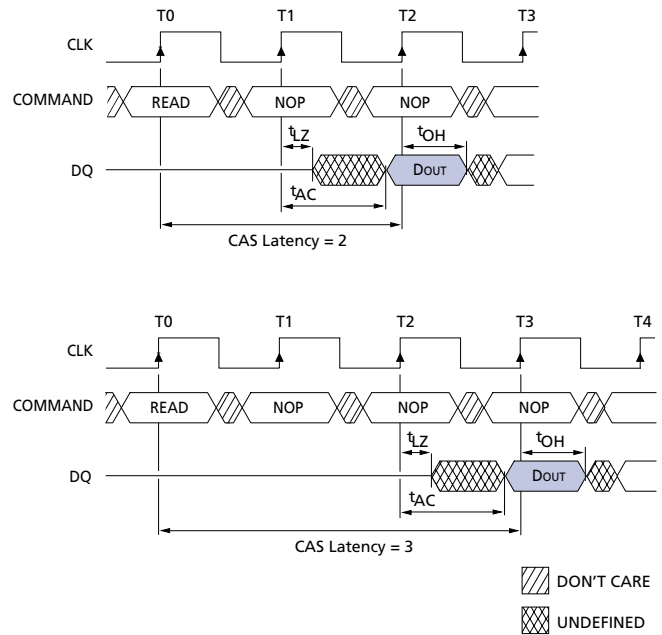 T0 T1 T2 T3
CLK
COMMAND READ NOP NOP
tLZ tOH
DQ DOUT
tAC
CAS Latency = 2
T0 T1 T2 T3 T4
CLK
COMMAND READ NOP NOP NOP
tLZ tOH
DQ DOUT
tAC
CAS Latency = 3
DON'T CARE
UNDEFINED